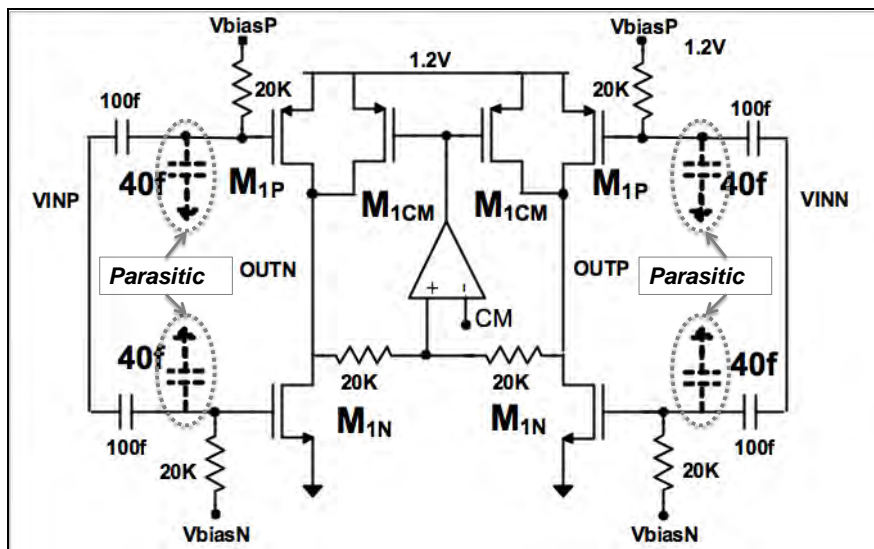 VbiasP
VbiasP
1.2V
1.2V
20K
20K
100f
100f
40f
M1P
M1CM
M1CM
M1P
40f
VINP
VINN
Parasitic
OUTN
OUTP
Parasitic
+
-
CM
40f
40f
20K
20K
M1N
M1N
100f
100f
20K
20K
VbiasN
VbiasN